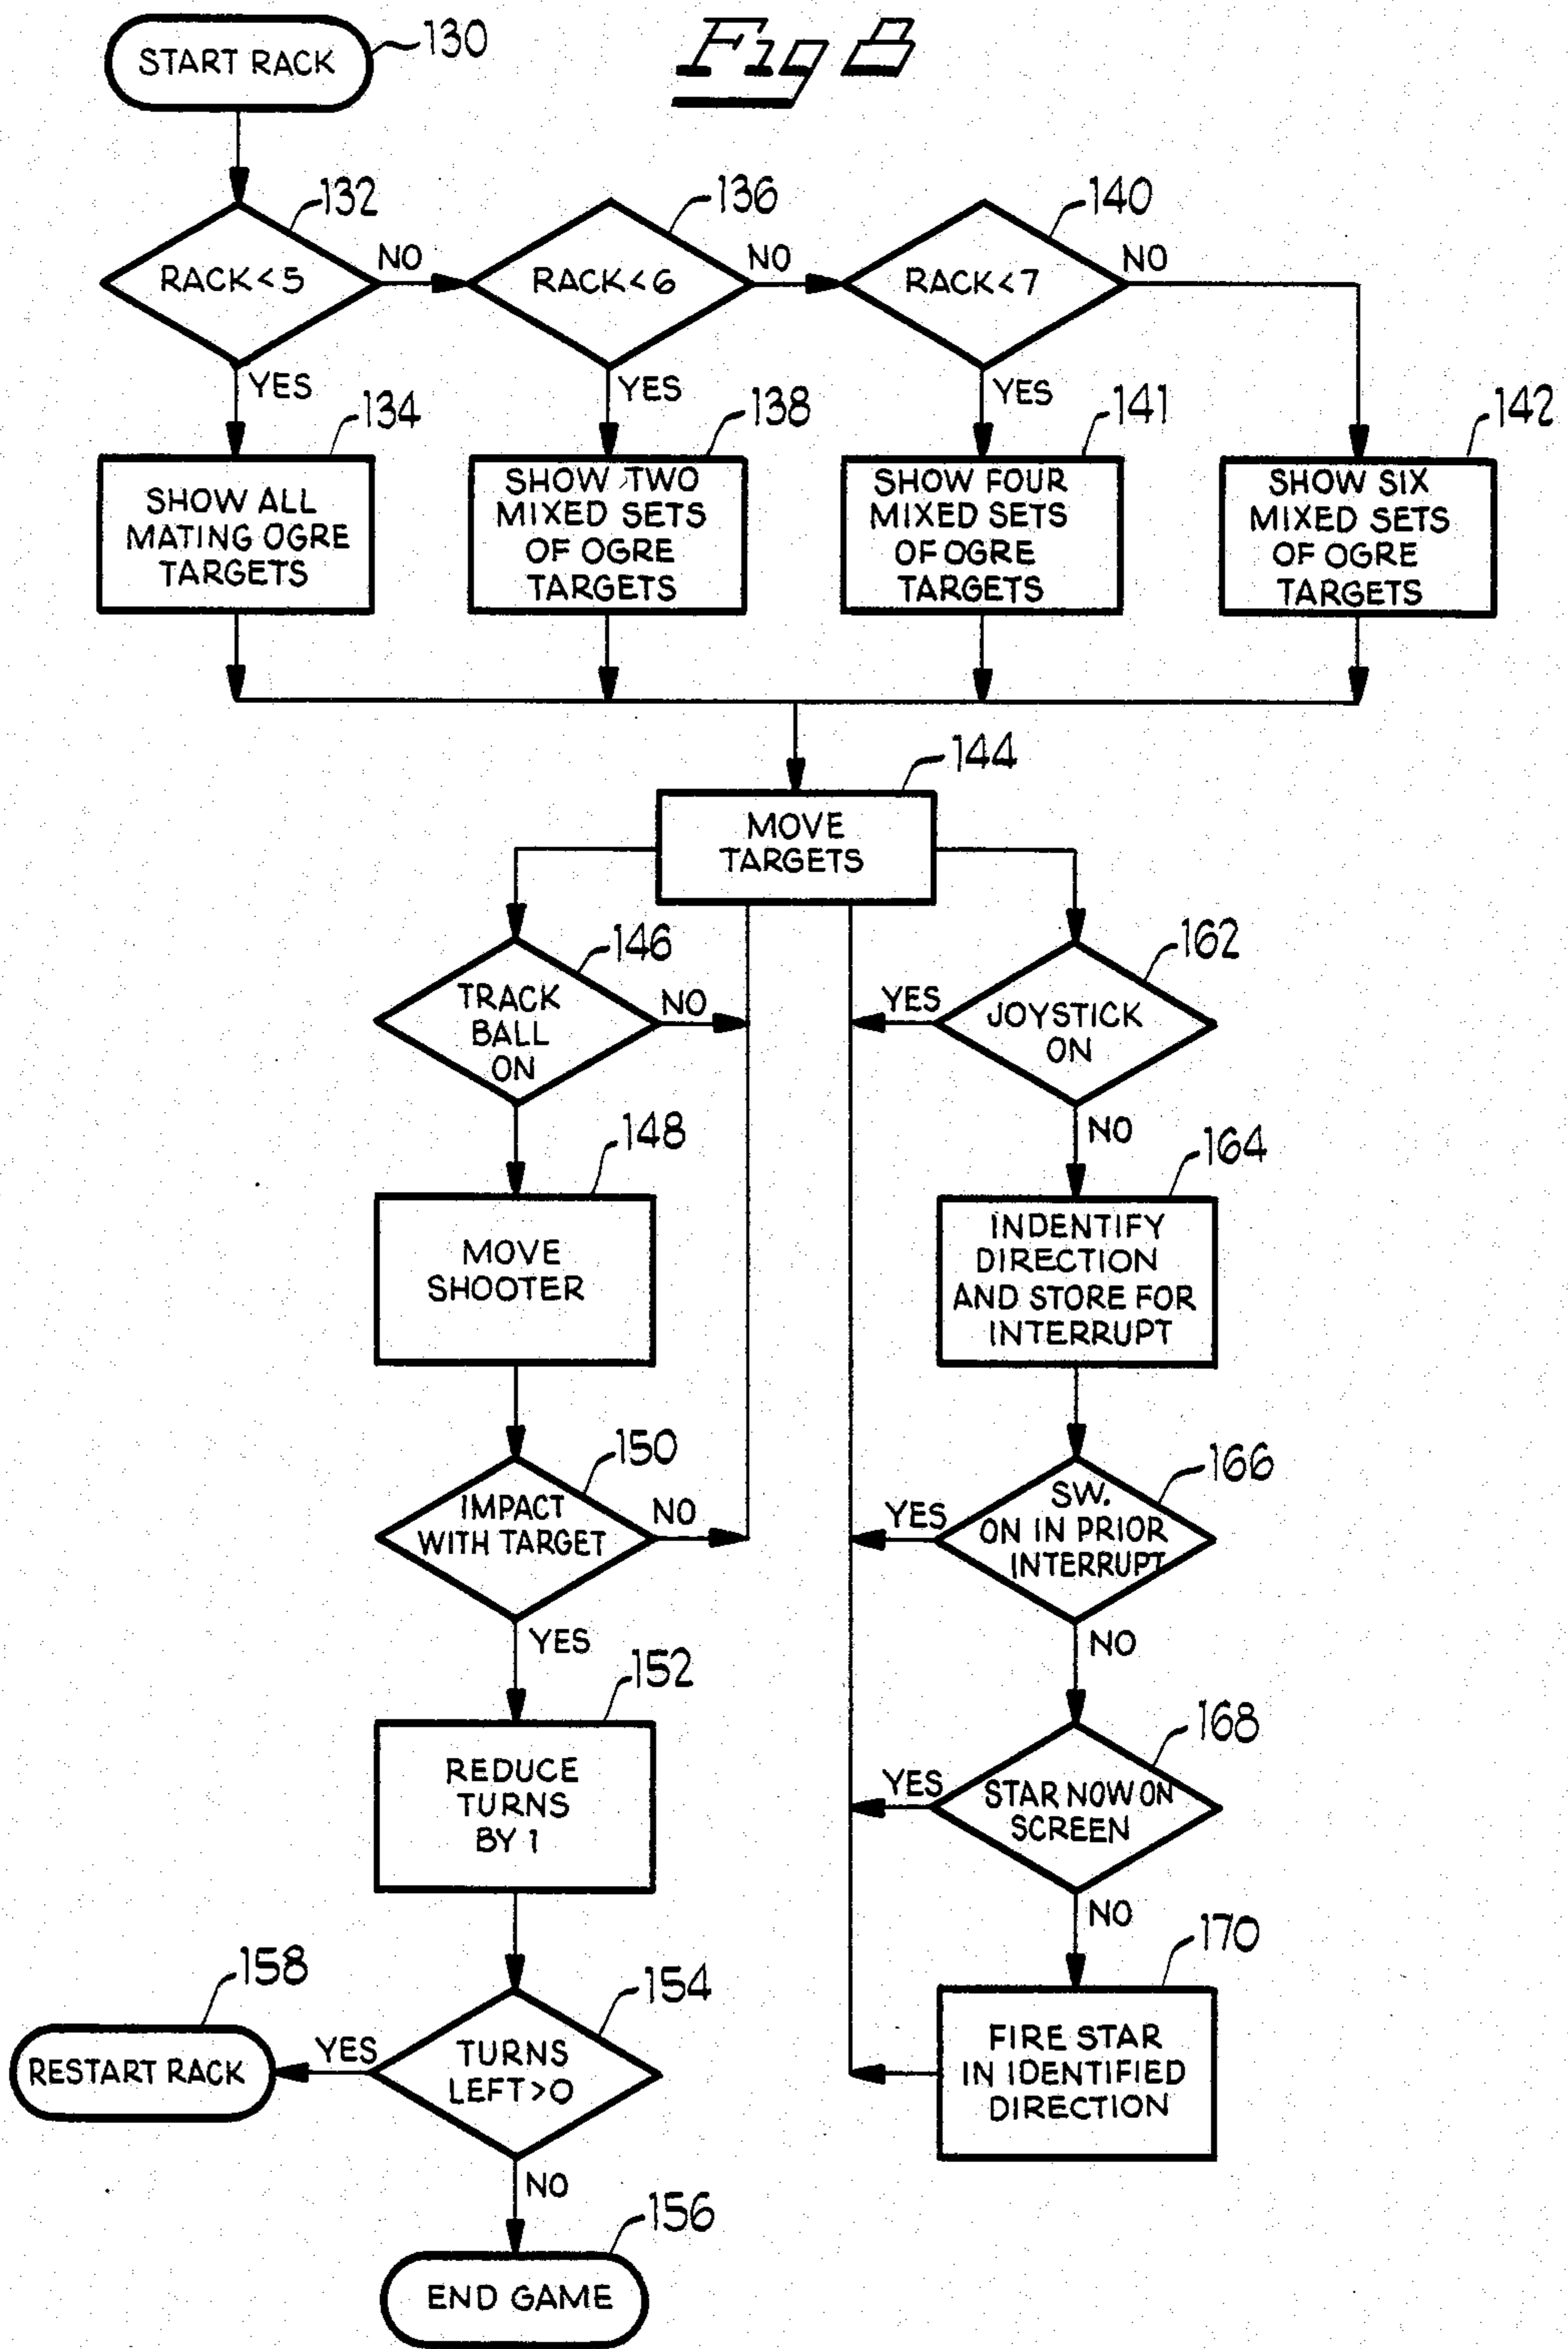 START RACK
130
Fig 8
132
136
140
RACK<5
NO
RACK<6
NO
RACK<7
NO
YES
YES
YES
134
138
141
142
SHOW ALL
MATING OGRE
TARGETS
SHOW TWO
MIXED SETS
OF OGRE
TARGETS
SHOW FOUR
MIXED SETS
OF OGRE
TARGETS
SHOW SIX
MIXED SETS
OF OGRE
TARGETS
144
MOVE
TARGETS
146
TRACK
BALL
ON
NO
162
YES
JOYSTICK
ON
NO
148
MOVE
SHOOTER
164
INDENTIFY
DIRECTION
AND STORE FOR
INTERRUPT
150
IMPACT
WITH TARGET
NO
YES
166
YES
SW.
ON IN PRIOR
INTERRUPT
NO
152
REDUCE
TURNS
BY 1
168
YES
STAR NOW ON
SCREEN
NO
158
RESTART RACK
YES
154
TURNS
LEFT>0
NO
170
FIRE STAR
IN IDENTIFIED
DIRECTION
156
END GAME